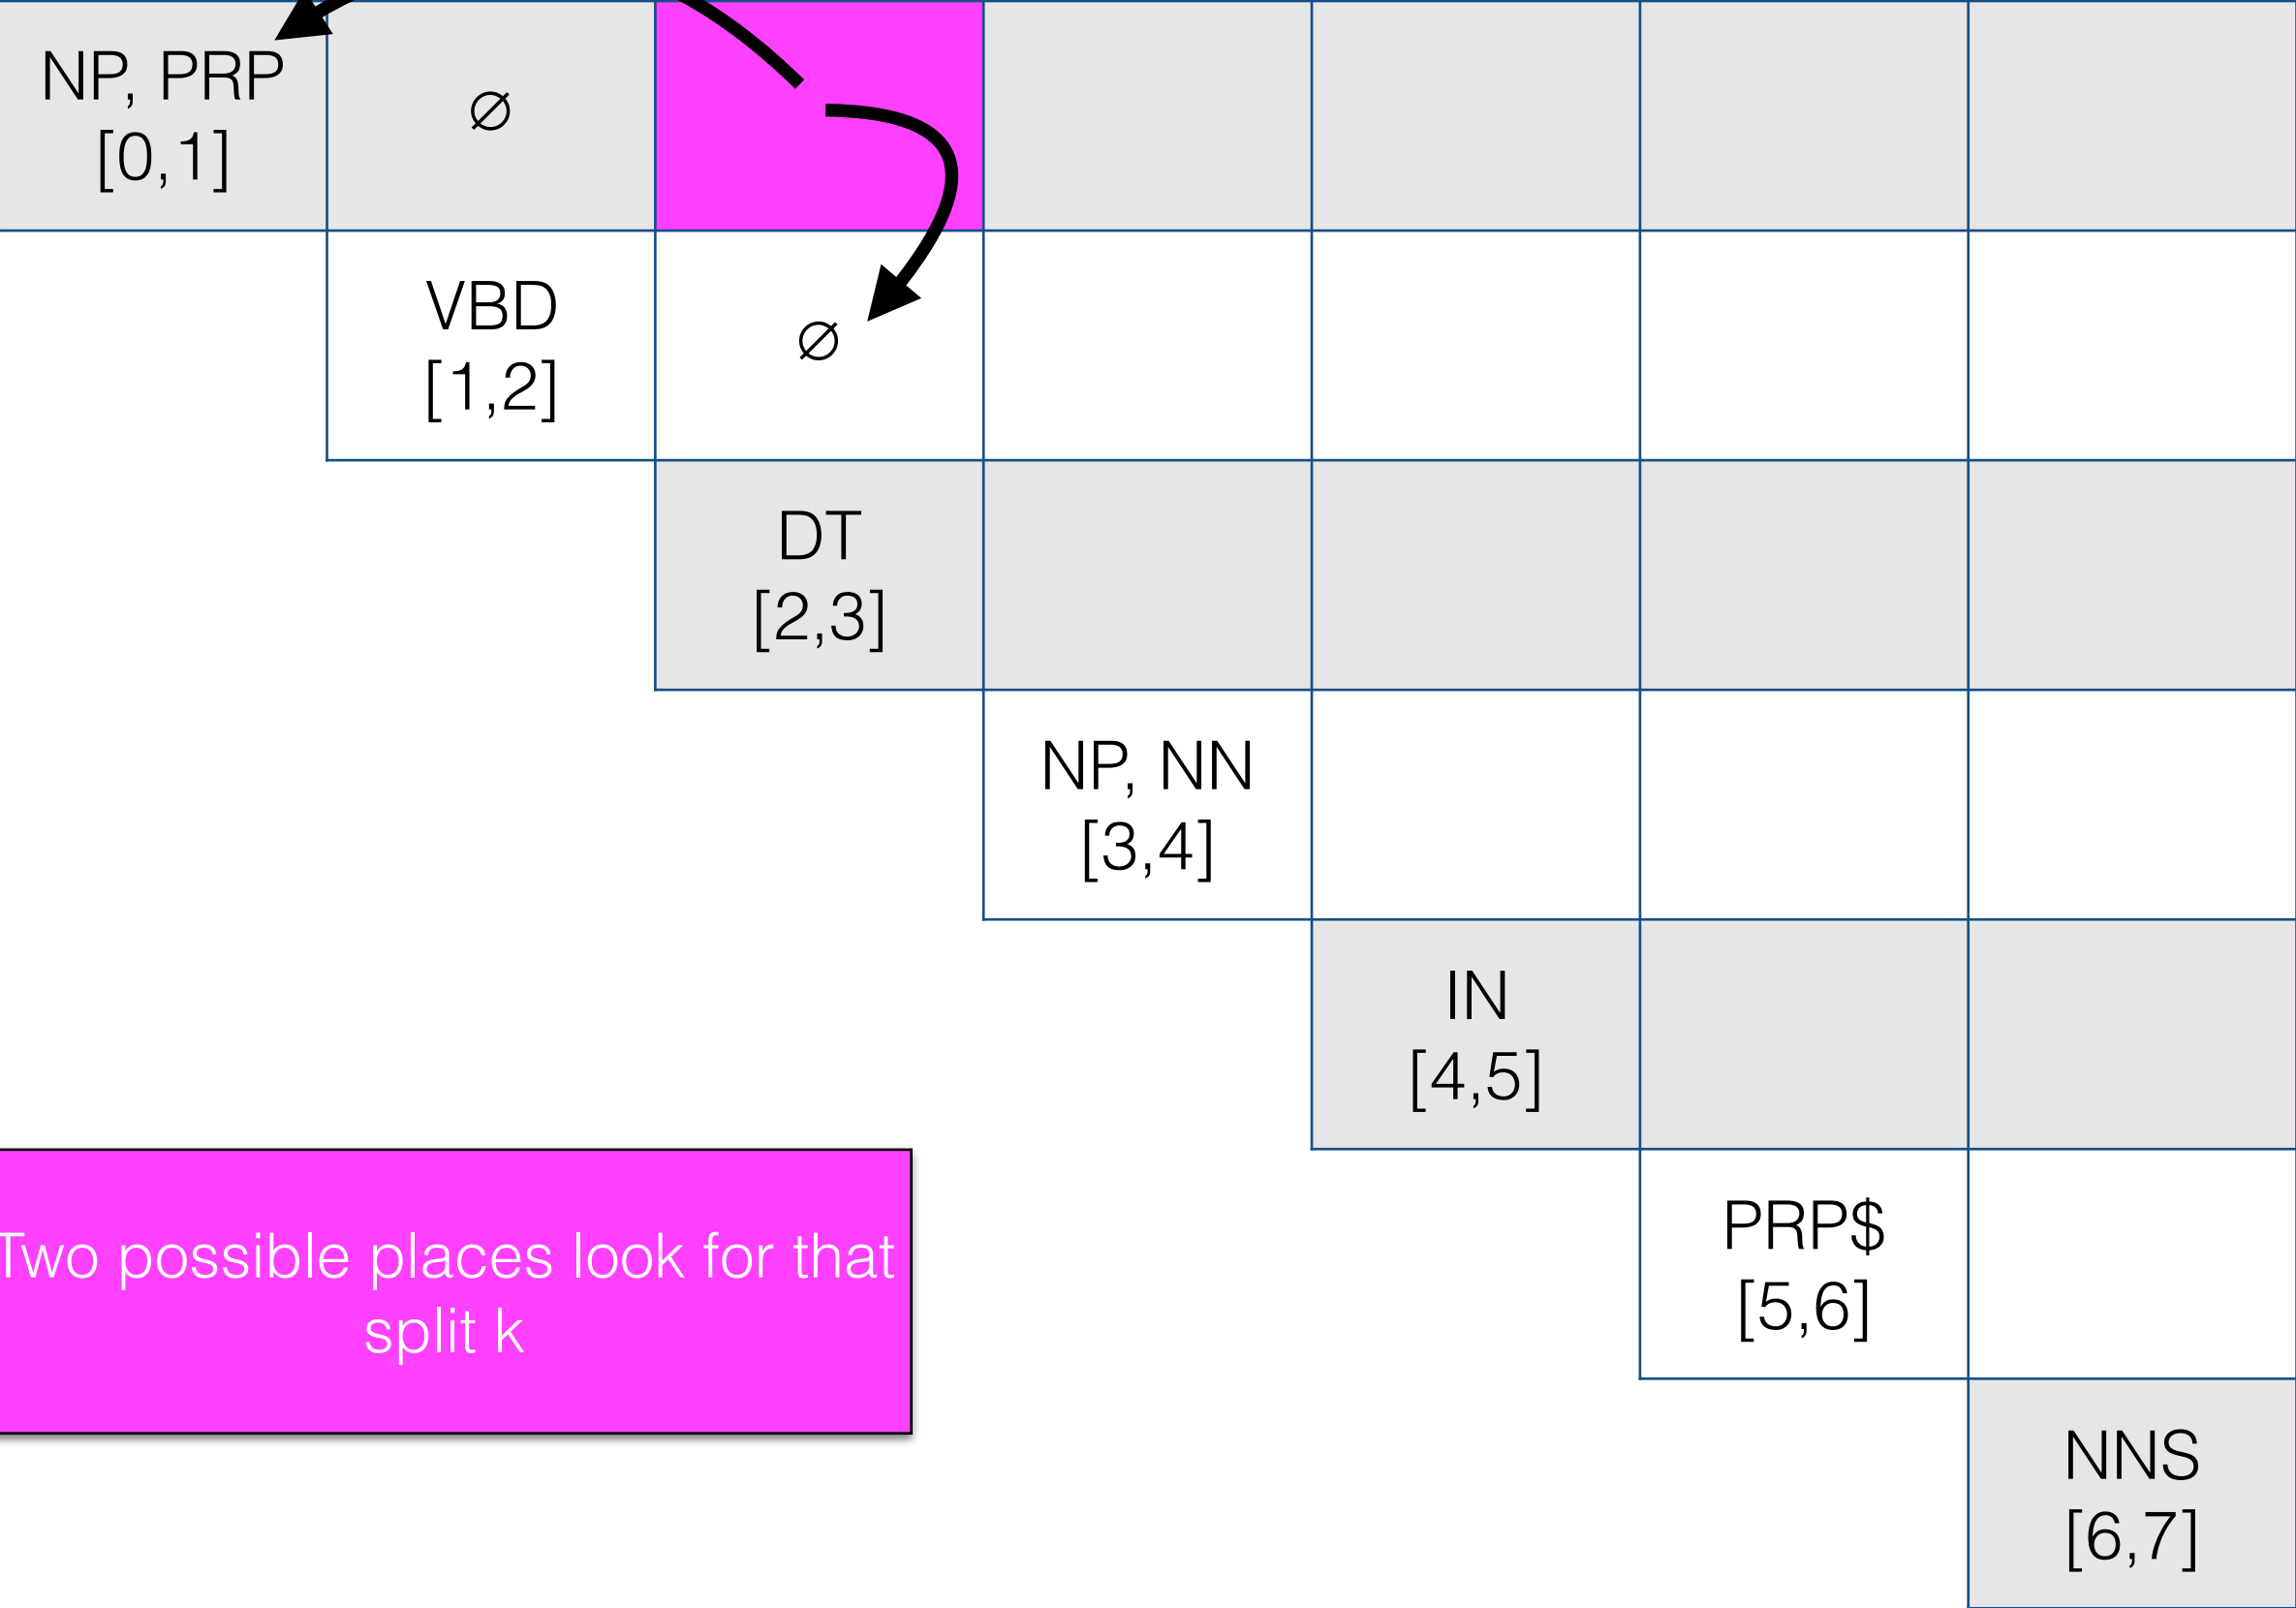 NP, PRP
[0,1]
∅
VBD
[1,2]
∅
DT
[2,3]
NP, NN
[3,4]
IN
[4,5]
PRP$
[5,6]
NNS
[6,7]
Two possible places look for that
split k